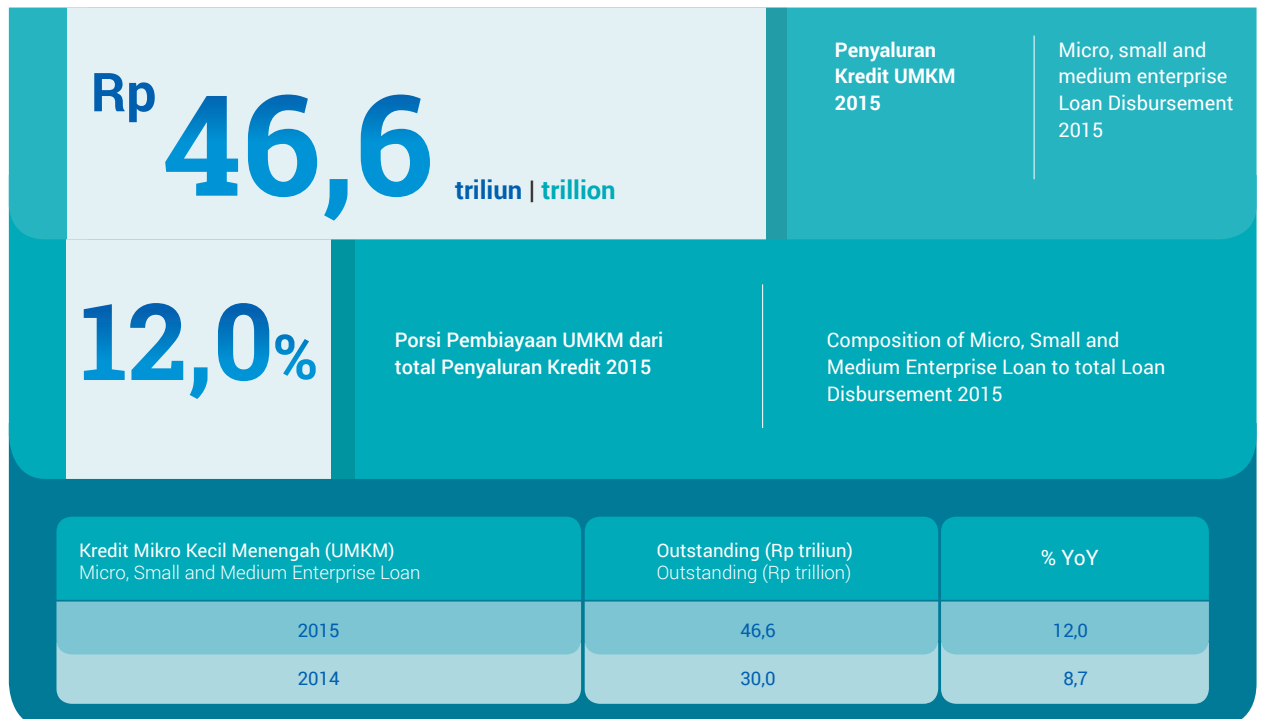 Rp 46,6 triliun | trillion
Penyaluran
Kredit UMKM
2015
Micro, small and
medium enterprise
Loan Disbursement
2015
12,0%
Porsi Pembiayaan UMKM dari
total Penyaluran Kredit 2015
Composition of Micro, Small and
Medium Enterprise Loan to total Loan
Disbursement 2015
Kredit Mikro Kecil Menengah (UMKM)
Micro, Small and Medium Enterprise Loan
Outstanding (Rp triliun)
Outstanding (Rp trillion)
% YoY
2015 46,6 12,0
2014 30,0 8,7